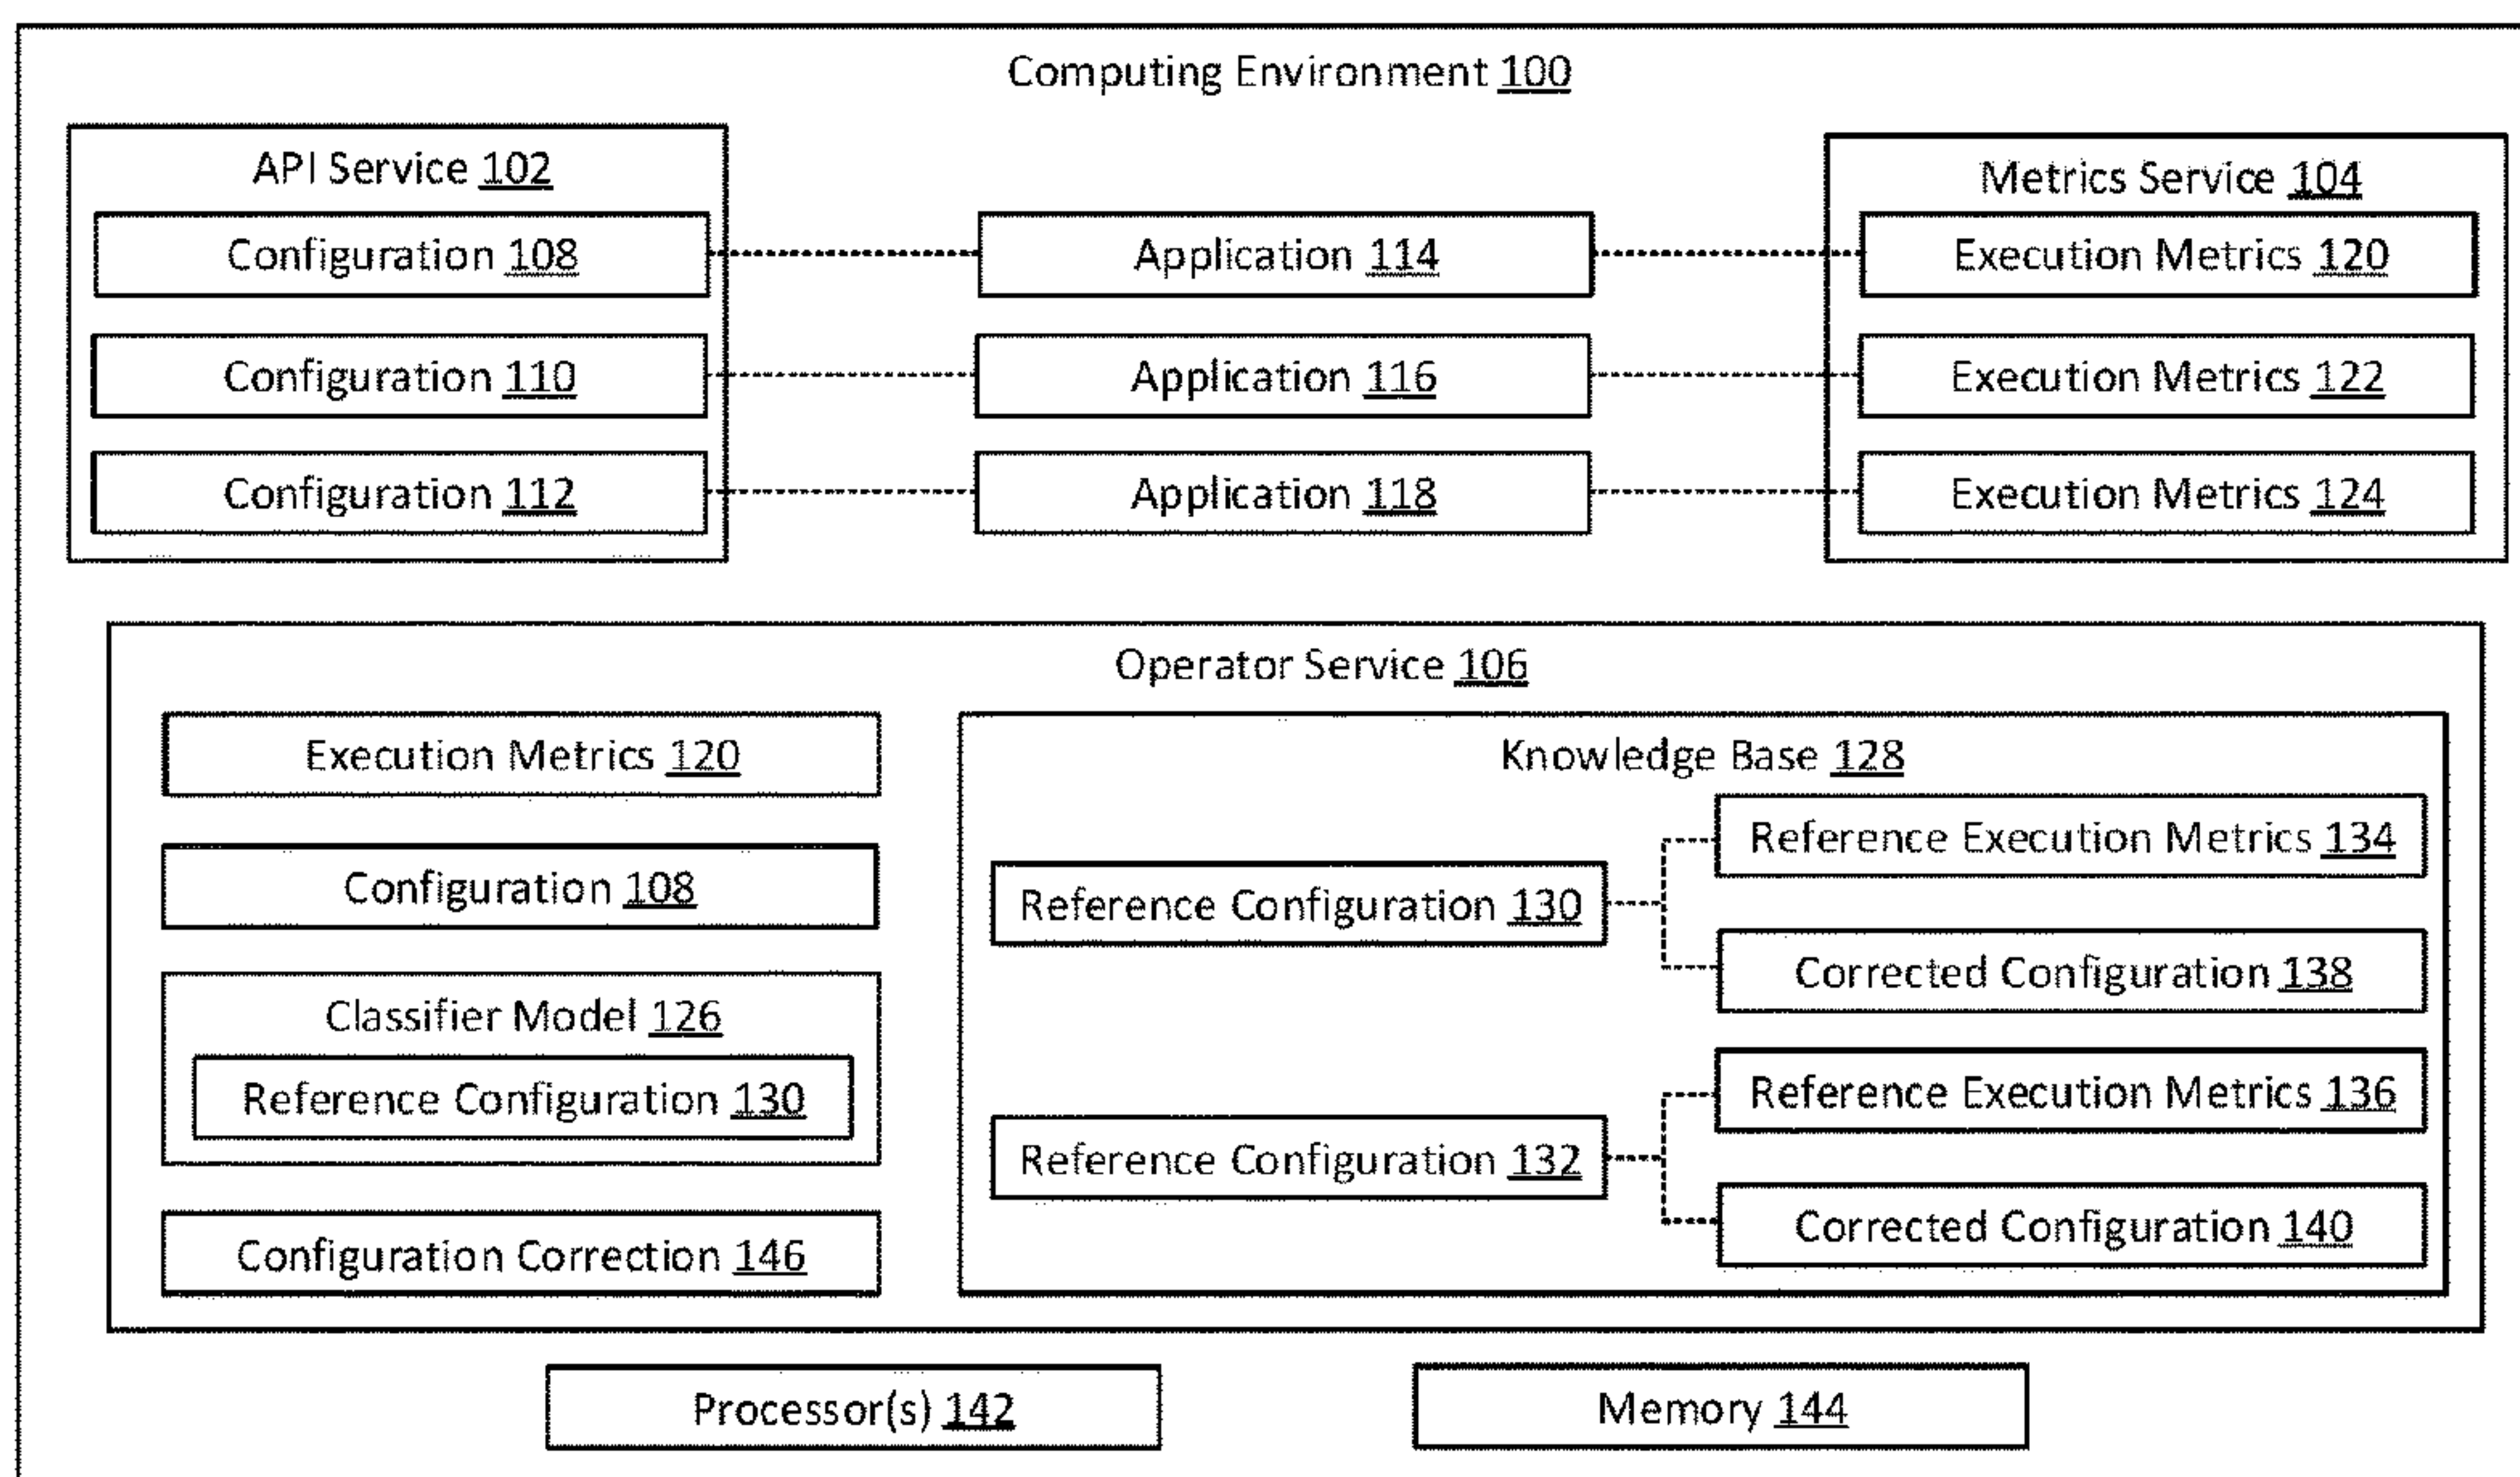 Computing Environment 100
API Service 102
Configuration 108
Configuration 110
Configuration 112
Application 114
Application 116
Application 118
Metrics Service 104
Execution Metrics 120
Execution Metrics 122
Execution Metrics 124
Operator Service 106
Execution Metrics 120
Configuration 108
Classifier Model 126
Reference Configuration 130
Configuration Correction 146
Knowledge Base 128
Reference Configuration 130
Reference Execution Metrics 134
Corrected Configuration 138
Reference Configuration 132
Reference Execution Metrics 136
Corrected Configuration 140
Processor(s) 142
Memory 144